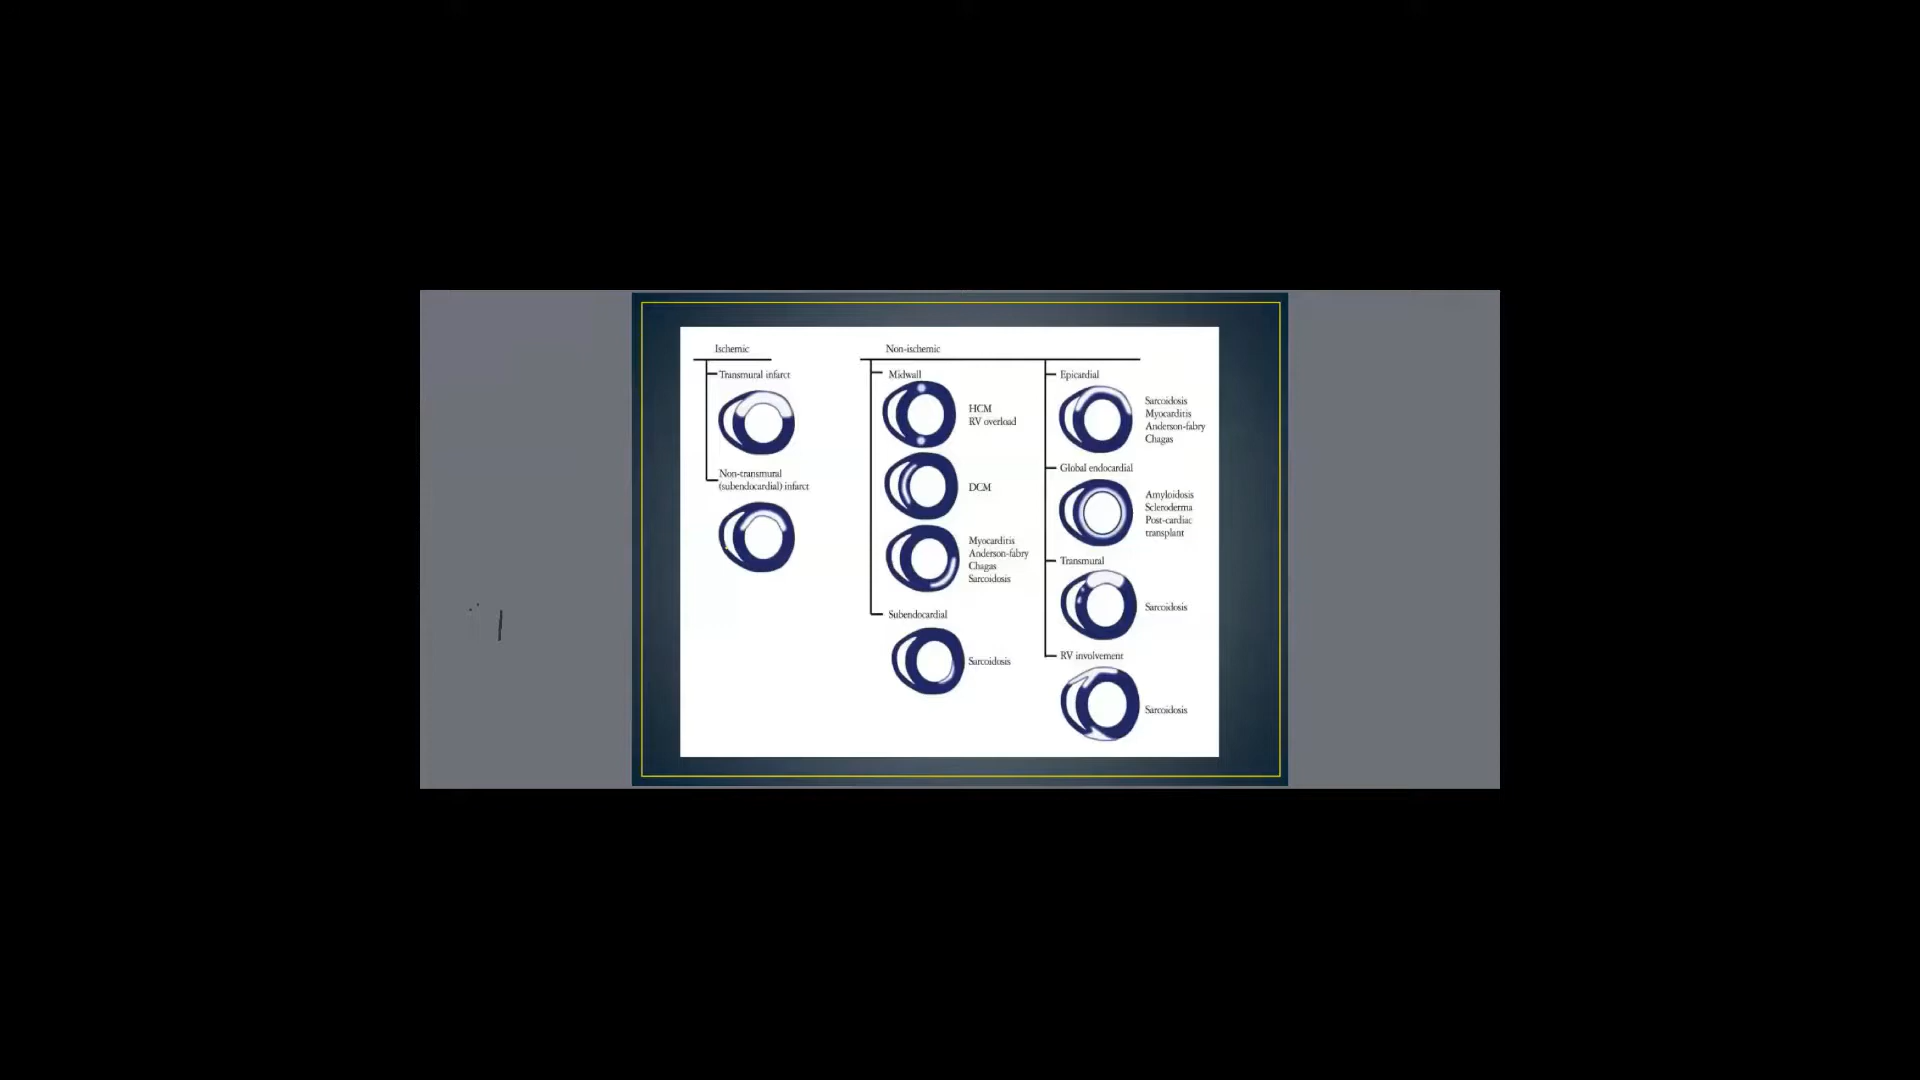 Ischemic
Transmural infarct
Non-transmural
(subendocardial) infarct
Non-ischemic
Midwall
HCM
RV overload
DCM
Myocarditis
Anderson-fabry
Chagas
Sarcoidosis
Subendocardial
Sarcoidosis
Epicardial
Sarcoidosis
Myocarditis
Anderson-fabry
Chagas
Global endocardial
Amyloidosis
Scleroderma
Post-cardiac
transplant
Transmural
Sarcoidosis
RV involvement
Sarcoidosis